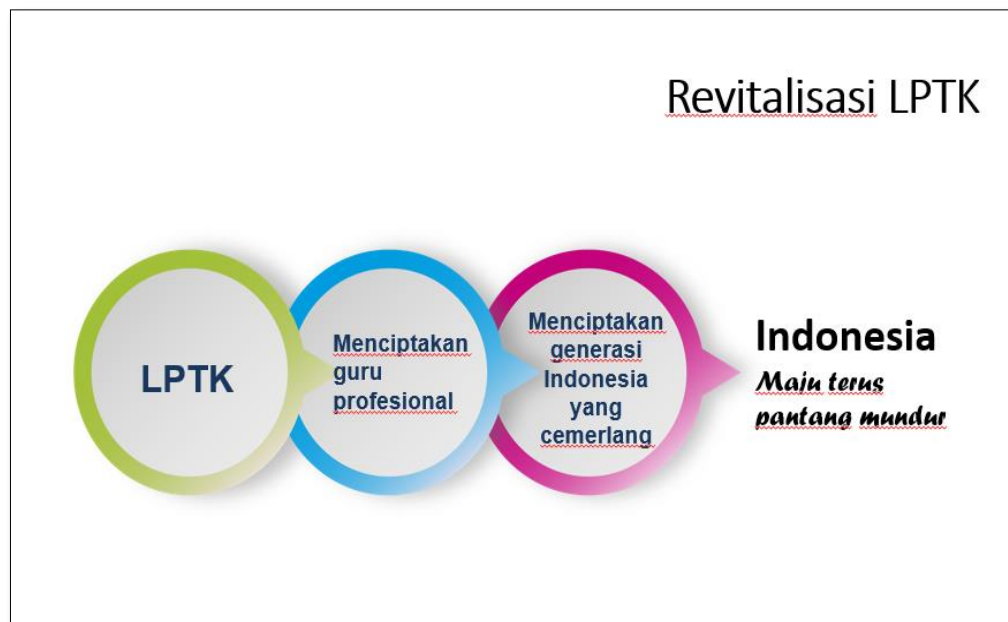 Revitalisasi LPTK
LPTK
Menciptakan
guru
profesional
Menciptakan
generasi
Indonesia
yang
cemerlang
Indonesia
Maju terus
pantang mundur